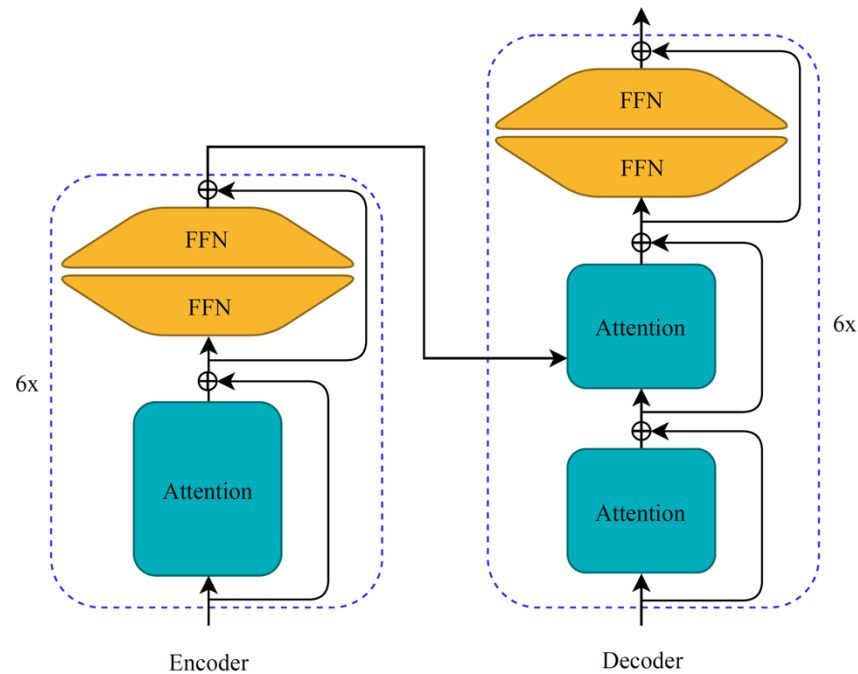 FFN
FFN
Attention
6x
Encoder
FFN
FFN
Attention
Attention
6x
Decoder